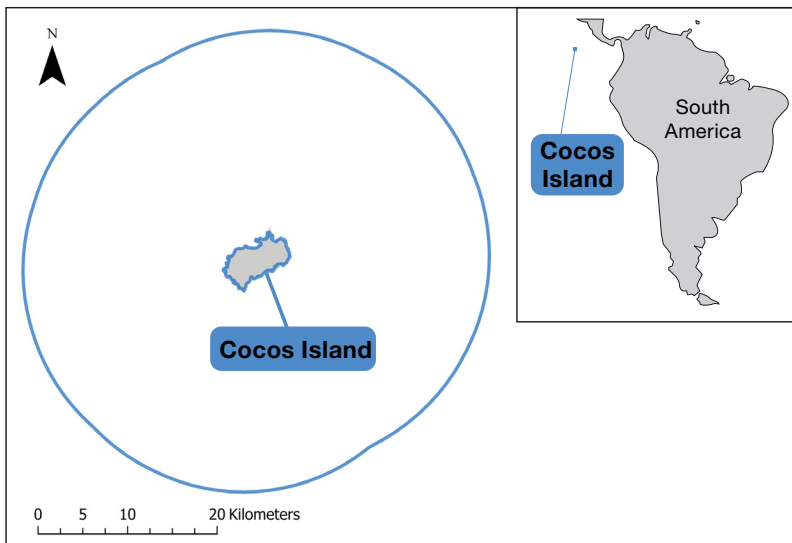 N
Cocos Island
0 5 10 20 Kilometers
South
America
Cocos
Island